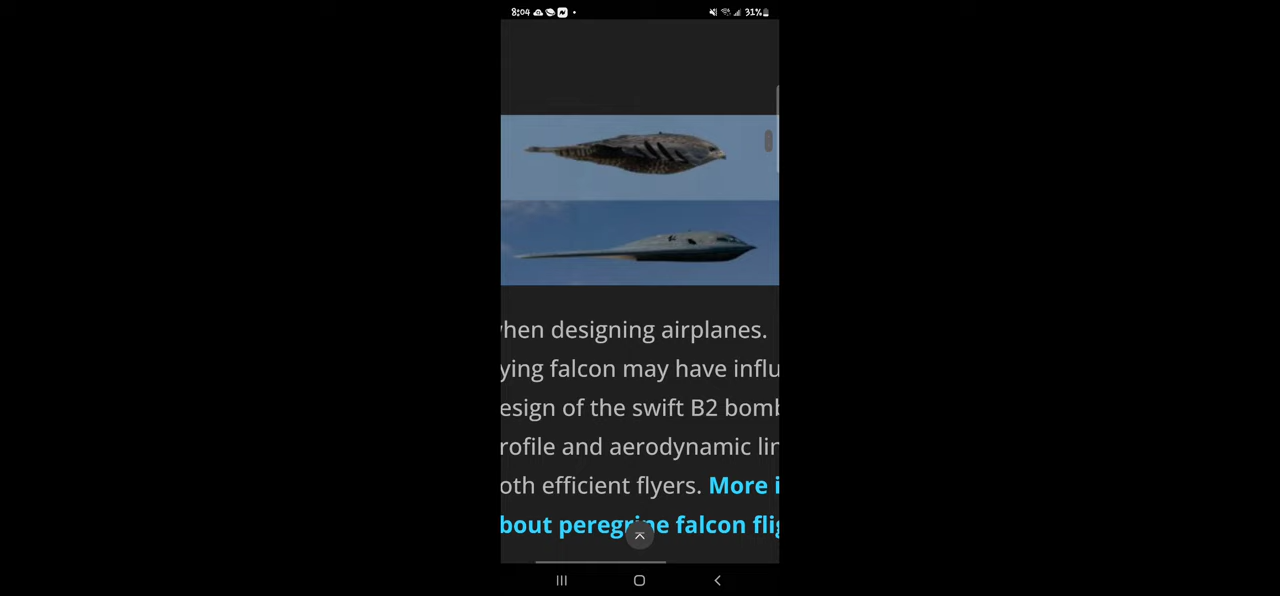 8:04
31%
when designing airplanes.
ying falcon may have influ
esign of the swift B2 bomb
rofile and aerodynamic lin
oth efficient flyers. More i
bout peregrine falcon flig